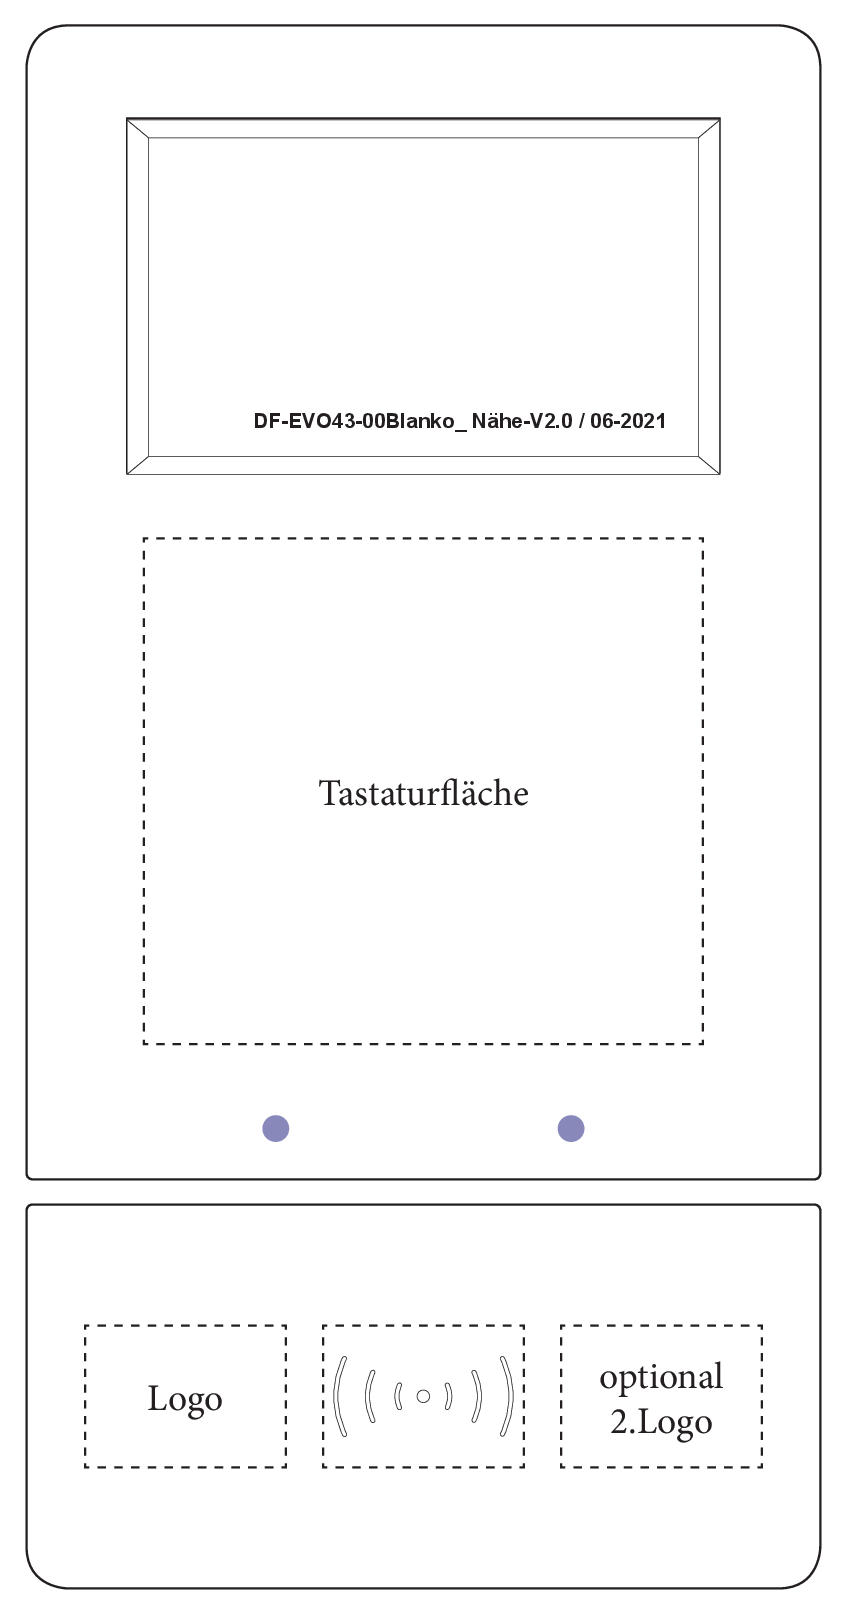 DF-EVO43-00Blanko_ Nähe-V2.0 / 06-2021
Tastaturfläche
Logo
optional
2.Logo